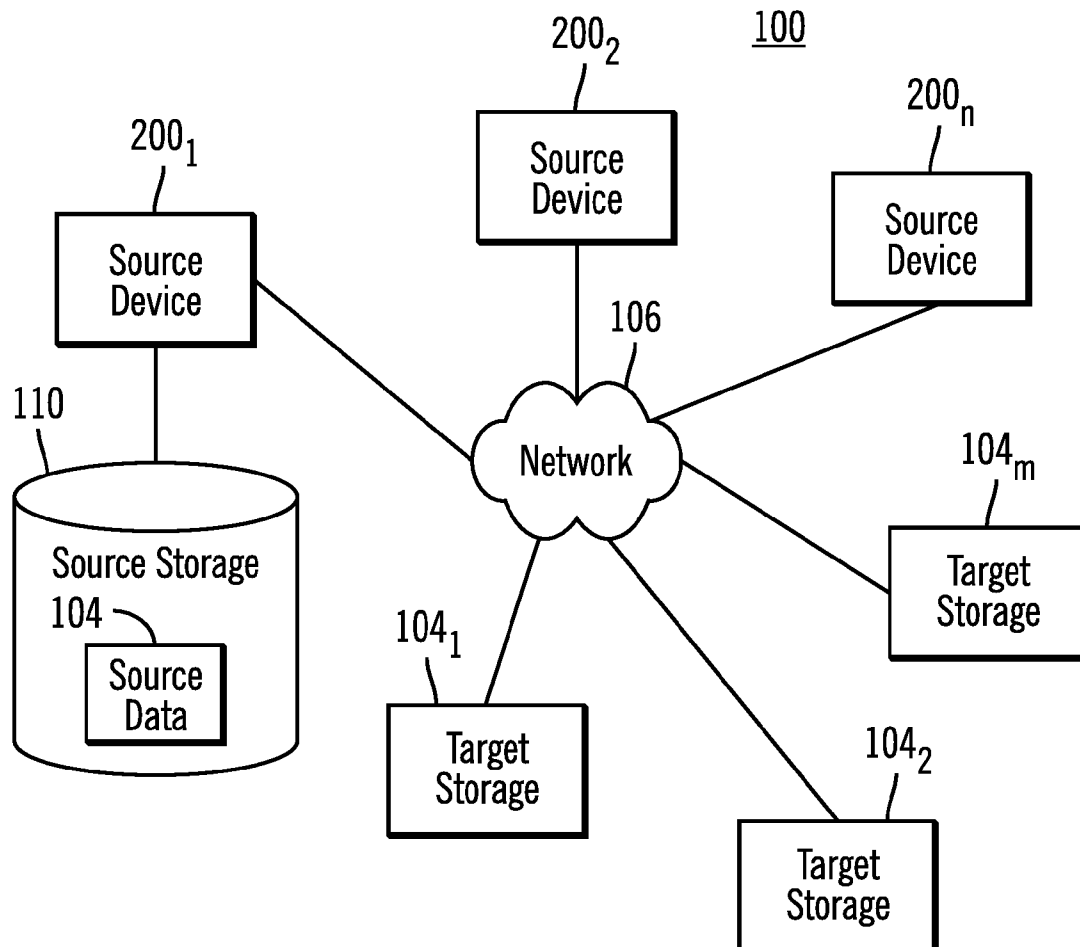 100
200₂
Source
Device
200ₙ
Source
Device
200₁
Source
Device
106
Network
110
Source Storage
104
Source
Data
104ₘ
Target
Storage
104₁
Target
Storage
104₂
Target
Storage